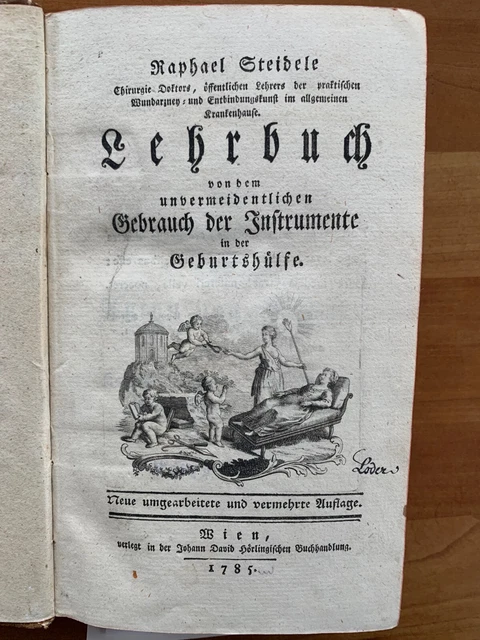 Raphael Steidele
Chirurgie Doktors, öffentlichen Lehrers der praktischen
Wundarzney- und Entbindungskunst im allgemeinen
Krankenhause.
Lehrbuch
von dem
unvermeidentlichen
Gebrauch der Instrumente
in der
Geburtshülfe.
Loder
Neue umgearbeitete und vermehrte Auflage.
Wien,
verlegt in der Johann David Hörlingischen Buchhandlung.
1785.